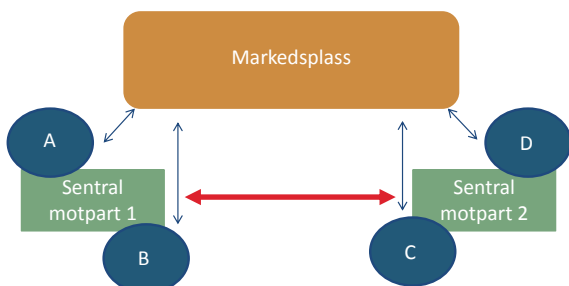 Markedsplass
A
D
Sentral
motpart 1
Sentral
motpart 2
B
C